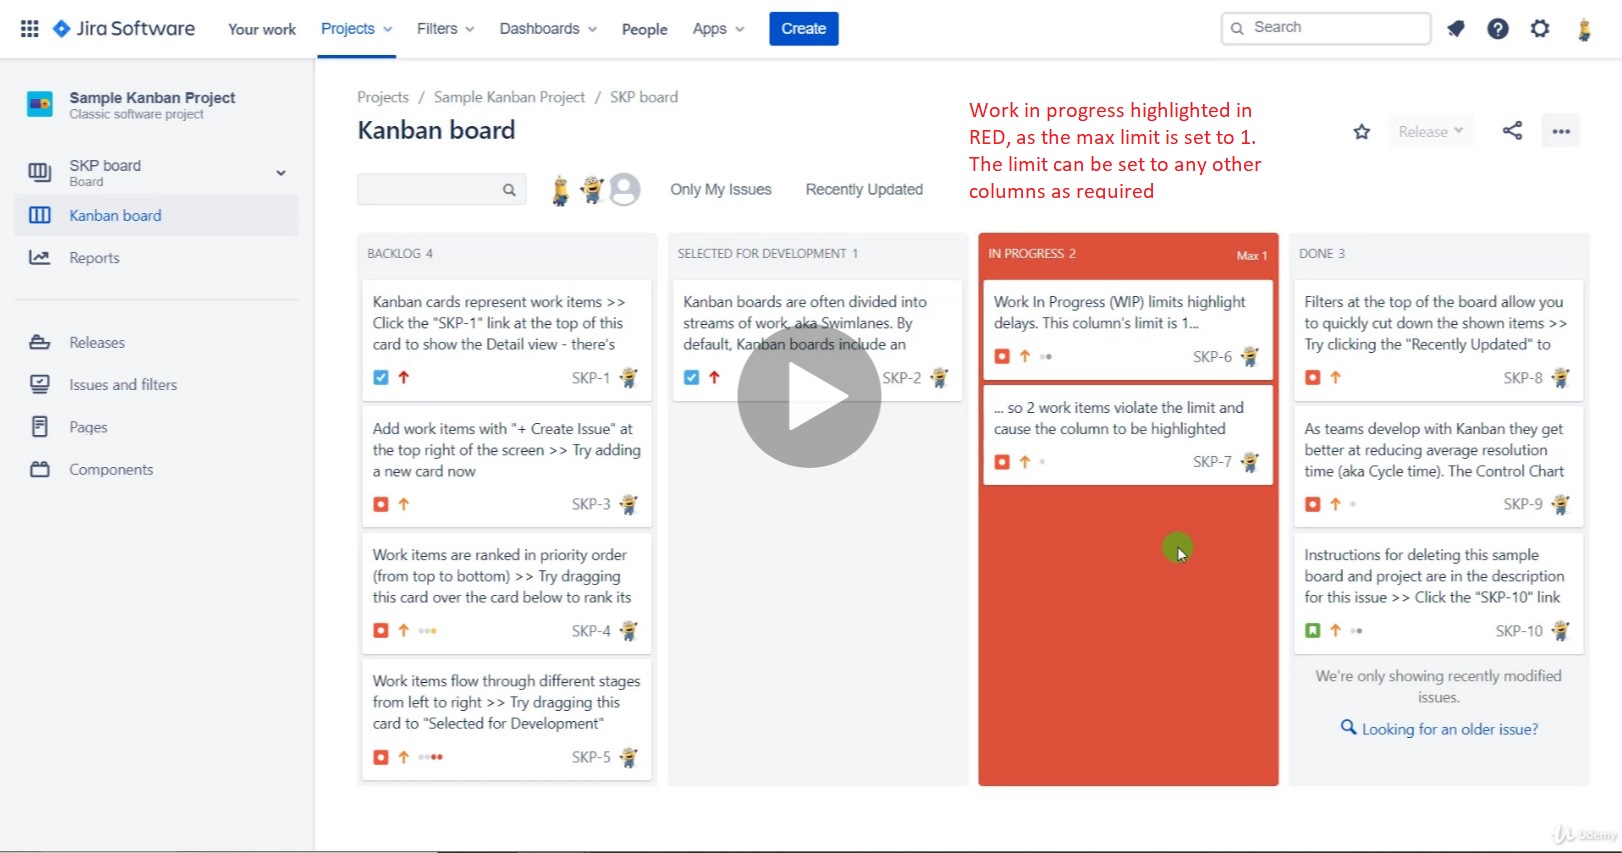 Jira Software
Your work
Projects
Filters
Dashboards
People
Apps
Create
Search
Sample Kanban Project
Classic software project
SKP board
Board
Kanban board
Reports
Releases
Issues and filters
Pages
Components
Projects / Sample Kanban Project / SKP board
Kanban board
Work in progress highlighted in
RED, as the max limit is set to 1.
The limit can be set to any other
columns as required
Release
Only My Issues
Recently Updated
BACKLOG 4
Kanban cards represent work items >>
Click the "SKP-1" link at the top of this
card to show the Detail view - there's
SKP-1
Add work items with "+ Create Issue" at
the top right of the screen >> Try adding
a new card now
SKP-3
Work items are ranked in priority order
(from top to bottom) >> Try dragging
this card over the card below to rank its
SKP-4
Work items flow through different stages
from left to right >> Try dragging this
card to "Selected for Development"
SKP-5
SELECTED FOR DEVELOPMENT 1
Kanban boards are often divided into
streams of work, aka Swimlanes. By
default, Kanban boards include an
SKP-2
IN PROGRESS 2
Max 1
Work In Progress (WIP) limits highlight
delays. This column's limit is 1...
SKP-6
... so 2 work items violate the limit and
cause the column to be highlighted
SKP-7
DONE 3
Filters at the top of the board allow you
to quickly cut down the shown items >>
Try clicking the "Recently Updated" to
SKP-8
As teams develop with Kanban they get
better at reducing average resolution
time (aka Cycle time). The Control Chart
SKP-9
Instructions for deleting this sample
board and project are in the description
for this issue >> Click the "SKP-10" link
SKP-10
We're only showing recently modified
issues.
Looking for an older issue?
Udemy